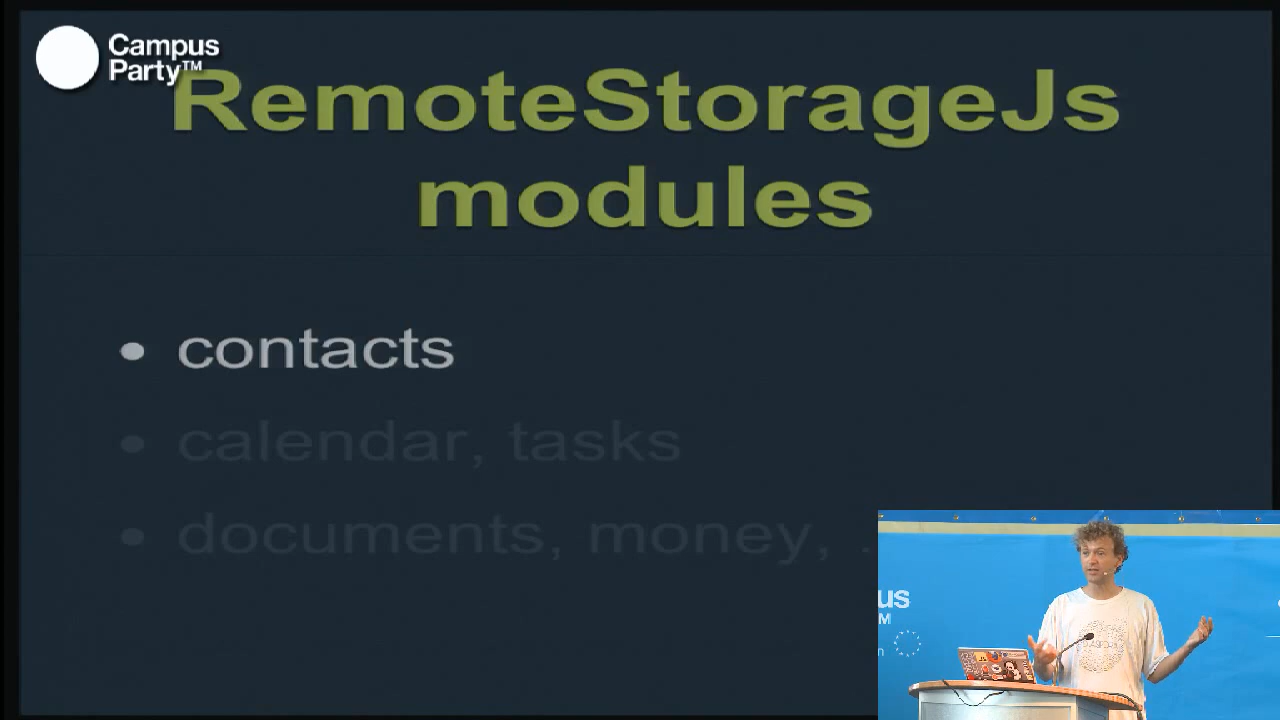 Campus
Party™
RemoteStorageJs
modules
• contacts
• calendar, tasks
• documents, money, .
us
M
n